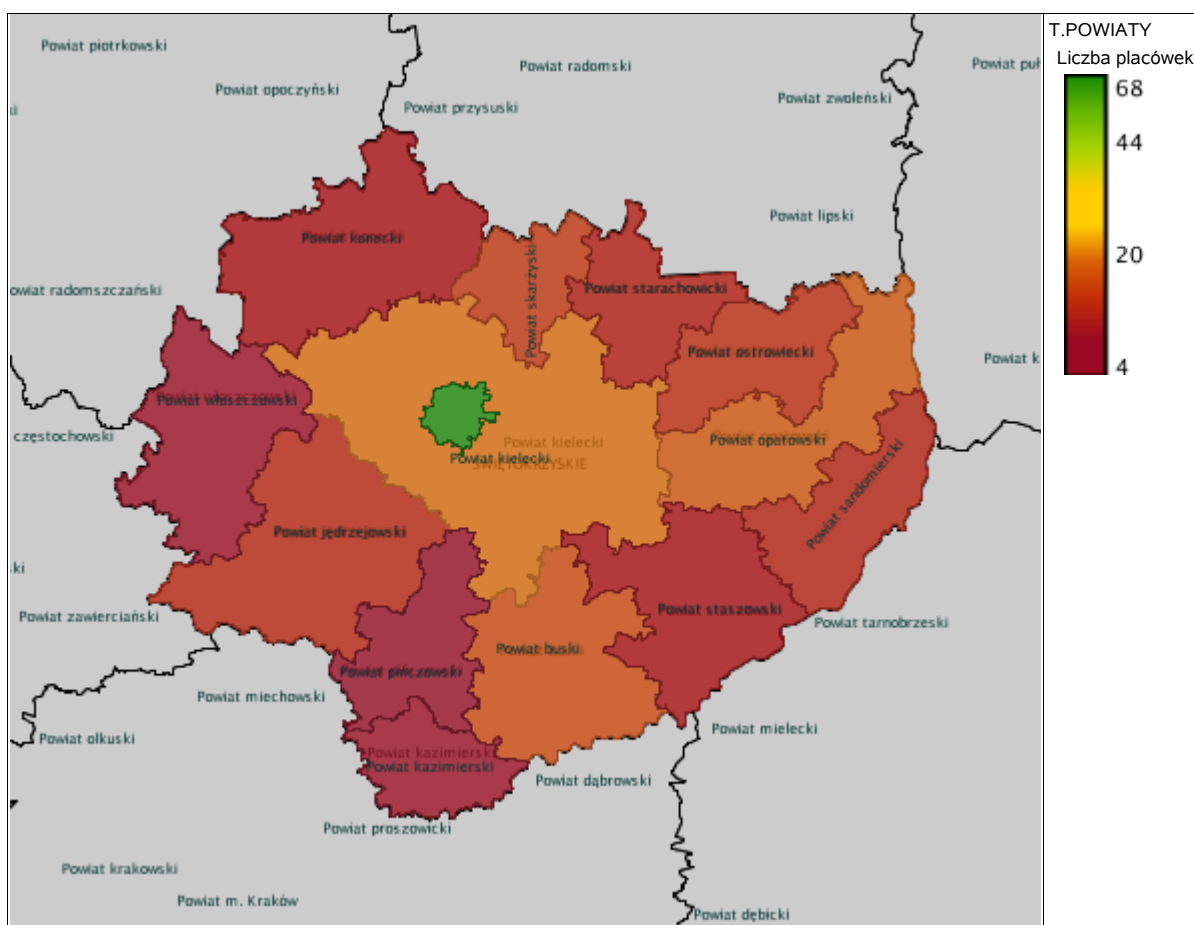 T.POWIATY
Liczba placówek
68
44
20
4
Powiat piotrkowski
Powiat radomski
Powiat opoczyński
Powiat zwoleński
Powiat przysuski
Powiat lipski
Powiat konecki
Powiat skarżyski
Powiat starachowicki
owiat radomszczański
Powiat ostrowiecki
Powiat k
Powiat włoszczowski
częstochowski
Powiat kielecki
Powiat opatowski
Powiat kielecki
ŚWIĘTOKRZYSKIE
Powiat sandomierski
Powiat jędrzejowski
ski
Powiat zawierciański
Powiat staszowski
Powiat tarnobrzeski
Powiat buski
Powiat pińczowski
Powiat miechowski
Powiat mielecki
Powiat olkuski
Powiat kazimierski
Powiat kazimierski
Powiat dąbrowski
Powiat proszowicki
Powiat krakowski
Powiat m. Kraków
Powiat dębicki